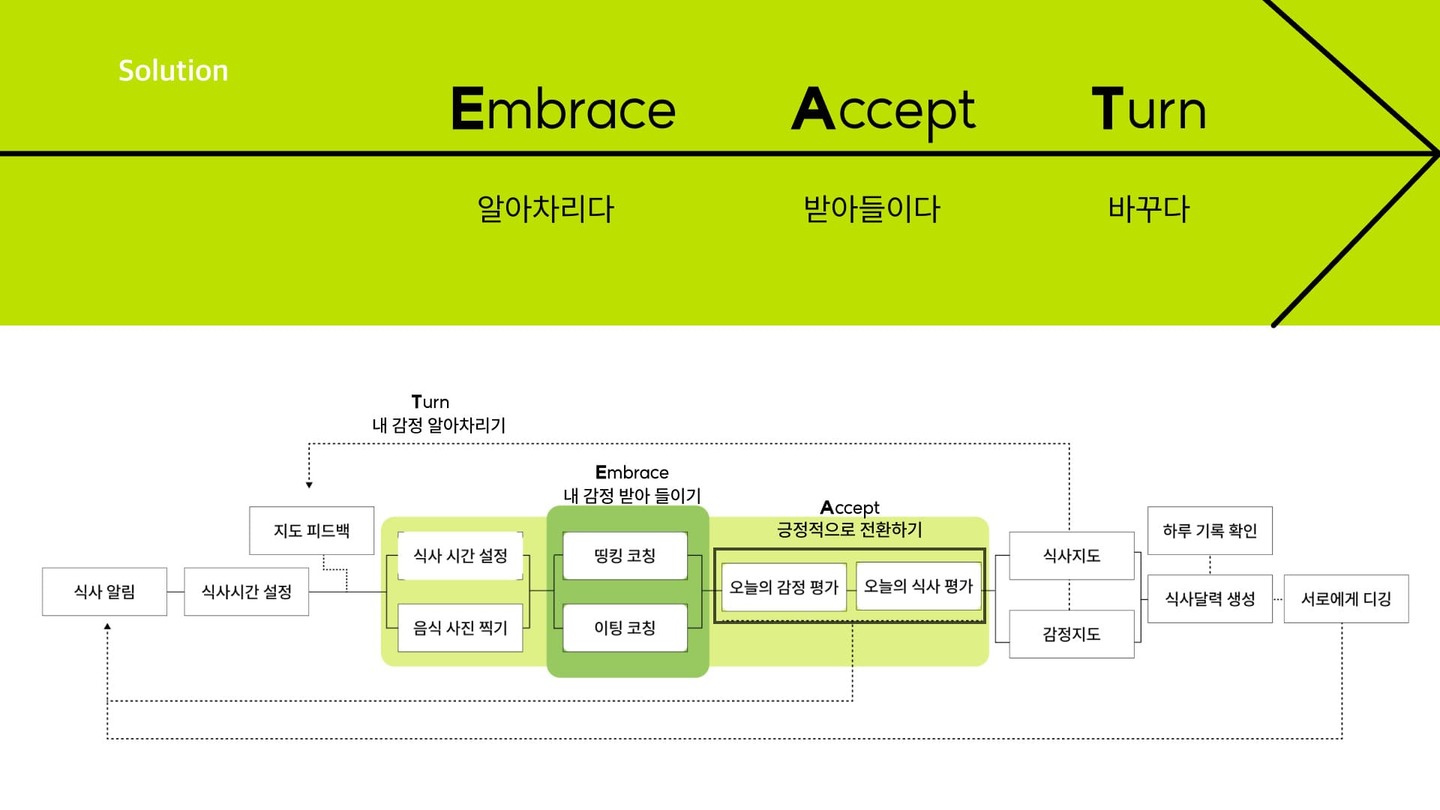 Solution
Embrace
Accept
Turn
알아차리다
받아들이다
바꾸다
Turn
내 감정 알아차리기
Embrace
내 감정 받아 들이기
Accept
긍정적으로 전환하기
지도 피드백
식사 시간 설정
띵킹 코칭
오늘의 감정 평가
오늘의 식사 평가
식사지도
하루 기록 확인
식사 알림
식사시간 설정
음식 사진 찍기
이팅 코칭
감정지도
식사달력 생성
서로에게 디깅